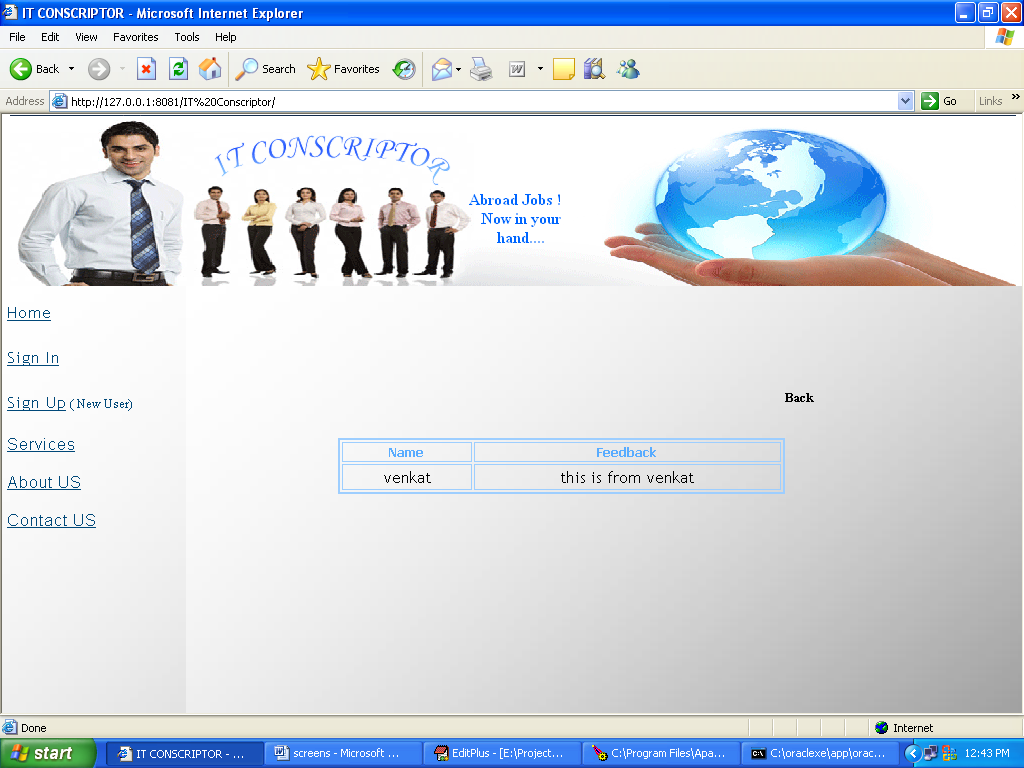 IT CONSCRIPTOR - Microsoft Internet Explorer
File Edit View Favorites Tools Help
Back Search Favorites
Address http://127.0.0.1:8081/IT%20Conscriptor/ Go Links »
IT CONSCRIPTOR
Abroad Jobs !
Now in your
hand....
Home
Sign In
Sign Up ( New User)
Services
About US
Contact US
Back
Name Feedback
venkat this is from venkat
Done Internet
start IT CONSCRIPTOR - ... screens - Microsoft ... EditPlus - [E:\Project... C:\Program Files\Apa... C:\oraclexe\app\orac... 12:43 PM